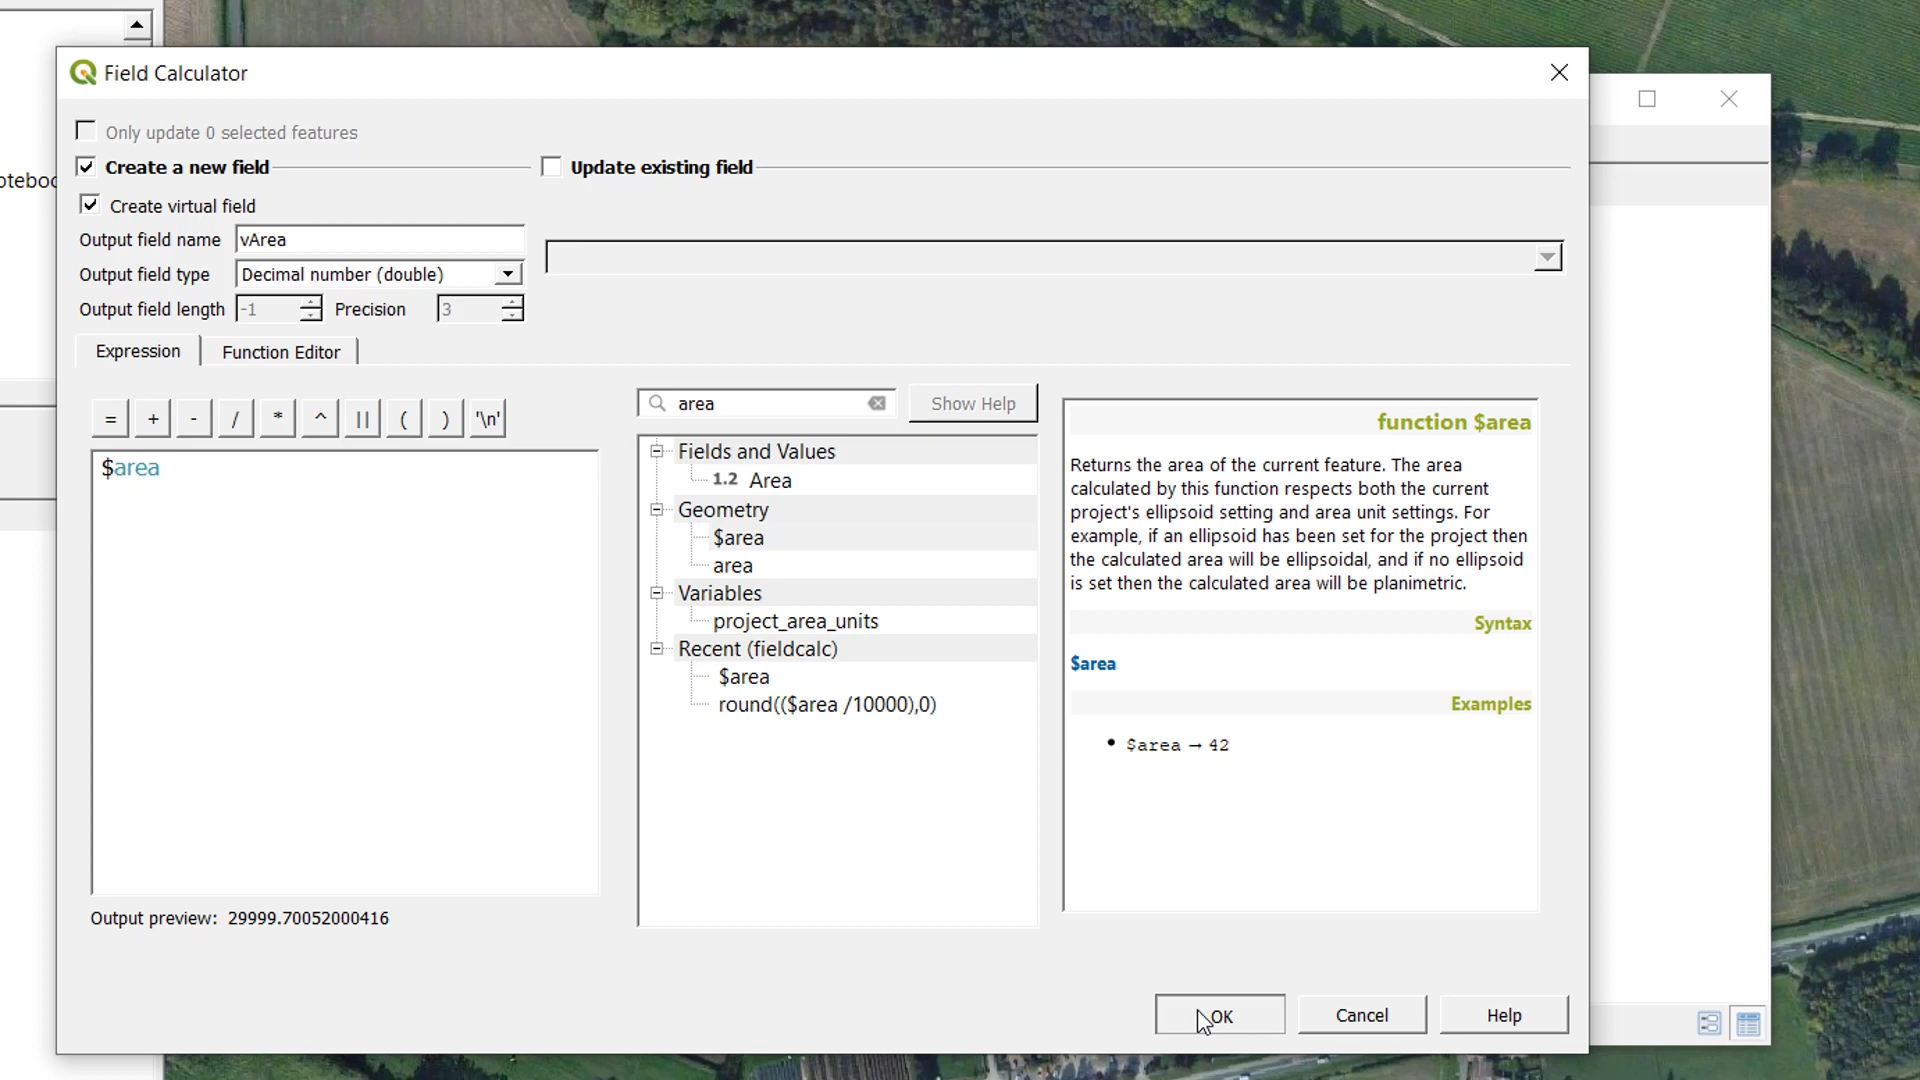 Field Calculator
Only update 0 selected features
Create a new field
Update existing field
Create virtual field
Output field name vArea
Output field type Decimal number (double)
Output field length -1 Precision 3
Expression Function Editor
= + - / * ^ || ( ) '\n'
$area
Output preview: 29999.70052000416
area
Show Help
Fields and Values
1.2 Area
Geometry
$area
area
Variables
project_area_units
Recent (fieldcalc)
$area
round(($area /10000),0)
function $area
Returns the area of the current feature. The area
calculated by this function respects both the current
project's ellipsoid setting and area unit settings. For
example, if an ellipsoid has been set for the project then
the calculated area will be ellipsoidal, and if no ellipsoid
is set then the calculated area will be planimetric.
Syntax
$area
Examples
• $area → 42
OK Cancel Help